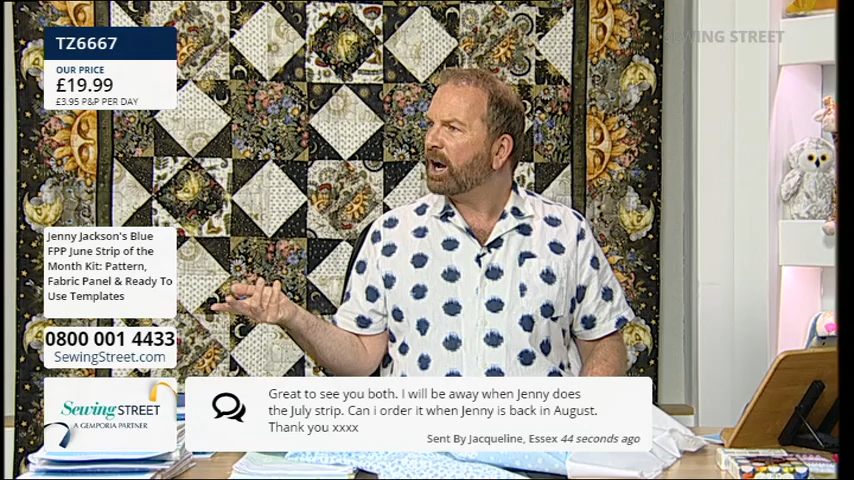 TZ6667
SEWING STREET
OUR PRICE
£19.99
£3.95 P&P PER DAY
Jenny Jackson's Blue
FPP June Strip of the
Month Kit: Pattern,
Fabric Panel & Ready To
Use Templates
0800 001 4433
SewingStreet.com
Sewing STREET
A GEMPORIA PARTNER
Great to see you both. I will be away when Jenny does
the July strip. Can i order it when Jenny is back in August.
Thank you xxxx
Sent By Jacqueline, Essex 44 seconds ago